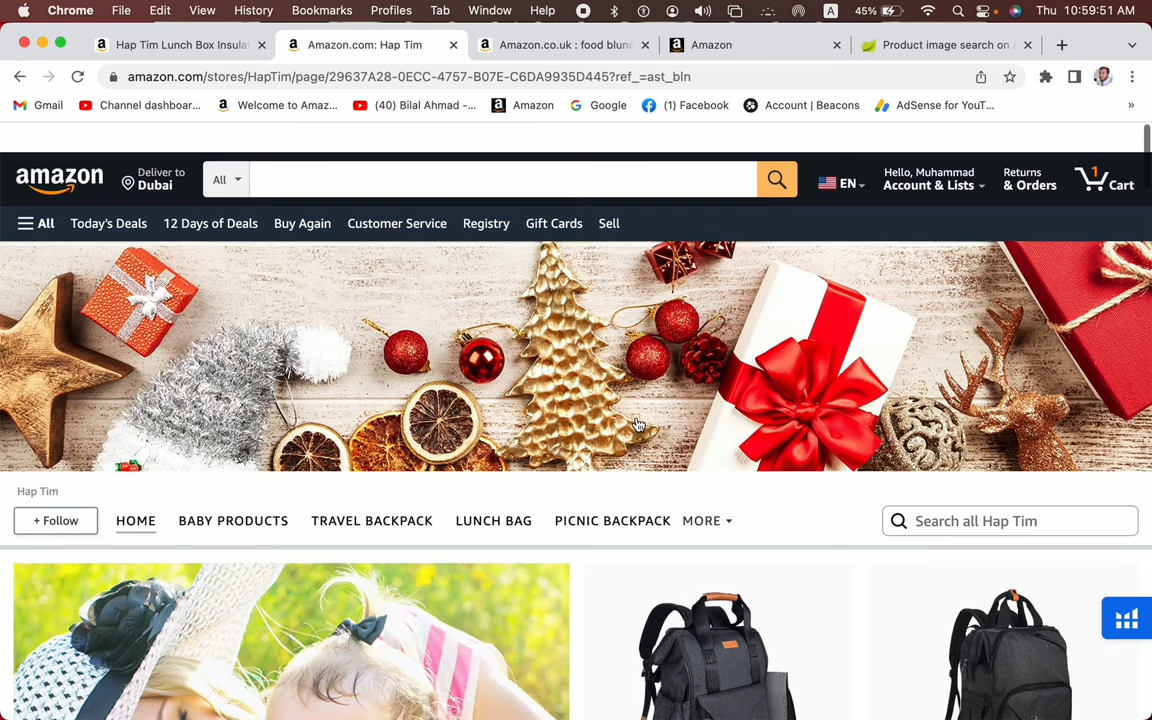 Chrome File Edit View History Bookmarks Profiles Tab Window Help A 45% Thu 10:59:51 AM
Hap Tim Lunch Box Insulat Amazon.com: Hap Tim Amazon.co.uk : food blunc Amazon Product image search on A
amazon.com/stores/HapTim/page/29637A28-0ECC-4757-B07E-C6DA9935D445?ref_=ast_bln
Gmail Channel dashboar... Welcome to Amaz... (40) Bilal Ahmad -... Amazon Google (1) Facebook Account | Beacons AdSense for YouT... »
amazon Deliver to Dubai All EN Hello, Muhammad Account & Lists Returns & Orders 1 Cart
All Today's Deals 12 Days of Deals Buy Again Customer Service Registry Gift Cards Sell
Hap Tim
+ Follow HOME BABY PRODUCTS TRAVEL BACKPACK LUNCH BAG PICNIC BACKPACK MORE Search all Hap Tim